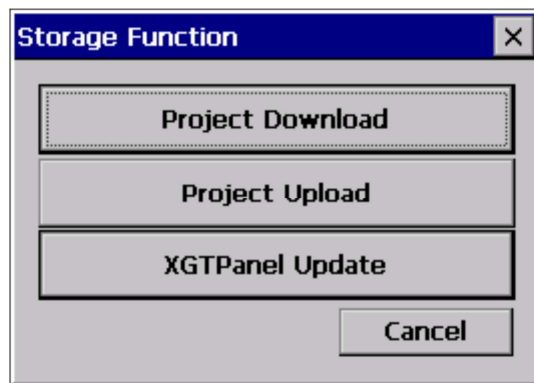 Storage Function
Project Download
Project Upload
XGTPanel Update
Cancel